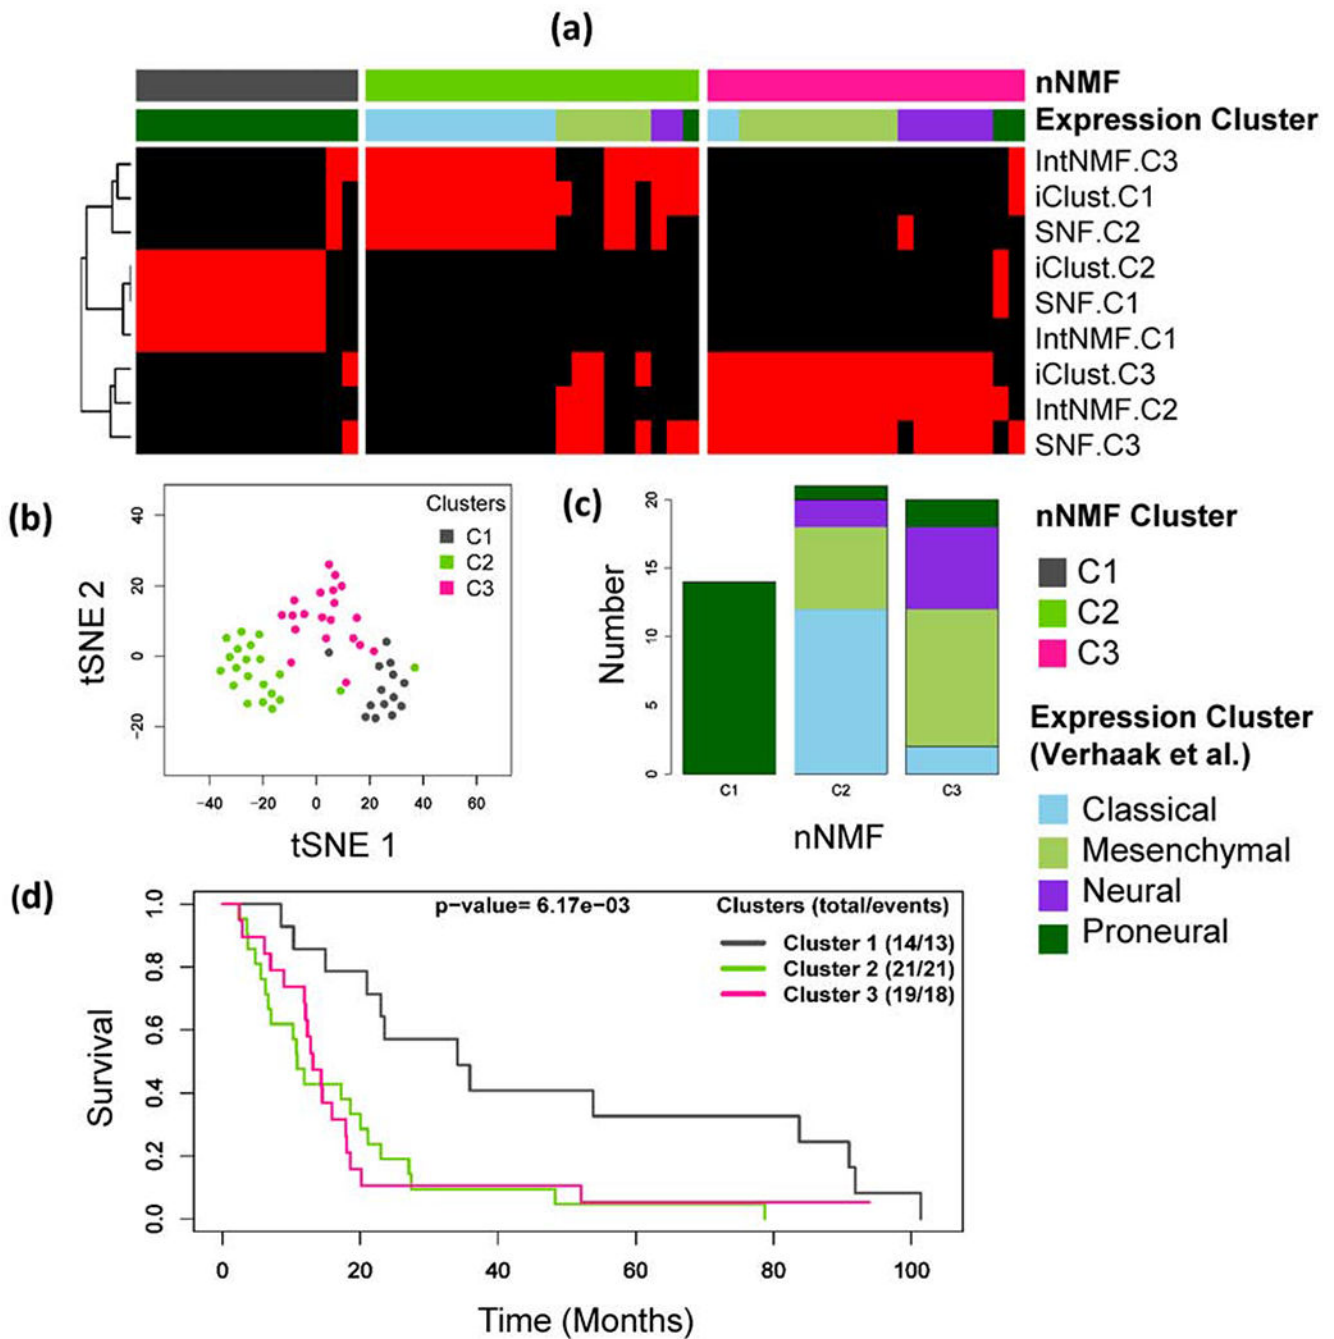 (a)
nNMF
Expression Cluster
IntNMF.C3
iClust.C1
SNF.C2
iClust.C2
SNF.C1
IntNMF.C1
iClust.C3
IntNMF.C2
SNF.C3
(b)
Clusters
C1
C2
C3
40
20
0
−20
tSNE 2
−40 −20 0 20 40 60
tSNE 1
(c)
20
15
10
5
0
Number
C1 C2 C3
nNMF
nNMF Cluster
C1
C2
C3
Expression Cluster
(Verhaak et al.)
Classical
Mesenchymal
Neural
Proneural
(d)
p−value= 6.17e−03
Clusters (total/events)
Cluster 1 (14/13)
Cluster 2 (21/21)
Cluster 3 (19/18)
1.0
0.8
0.6
0.4
0.2
0.0
Survival
0 20 40 60 80 100
Time (Months)